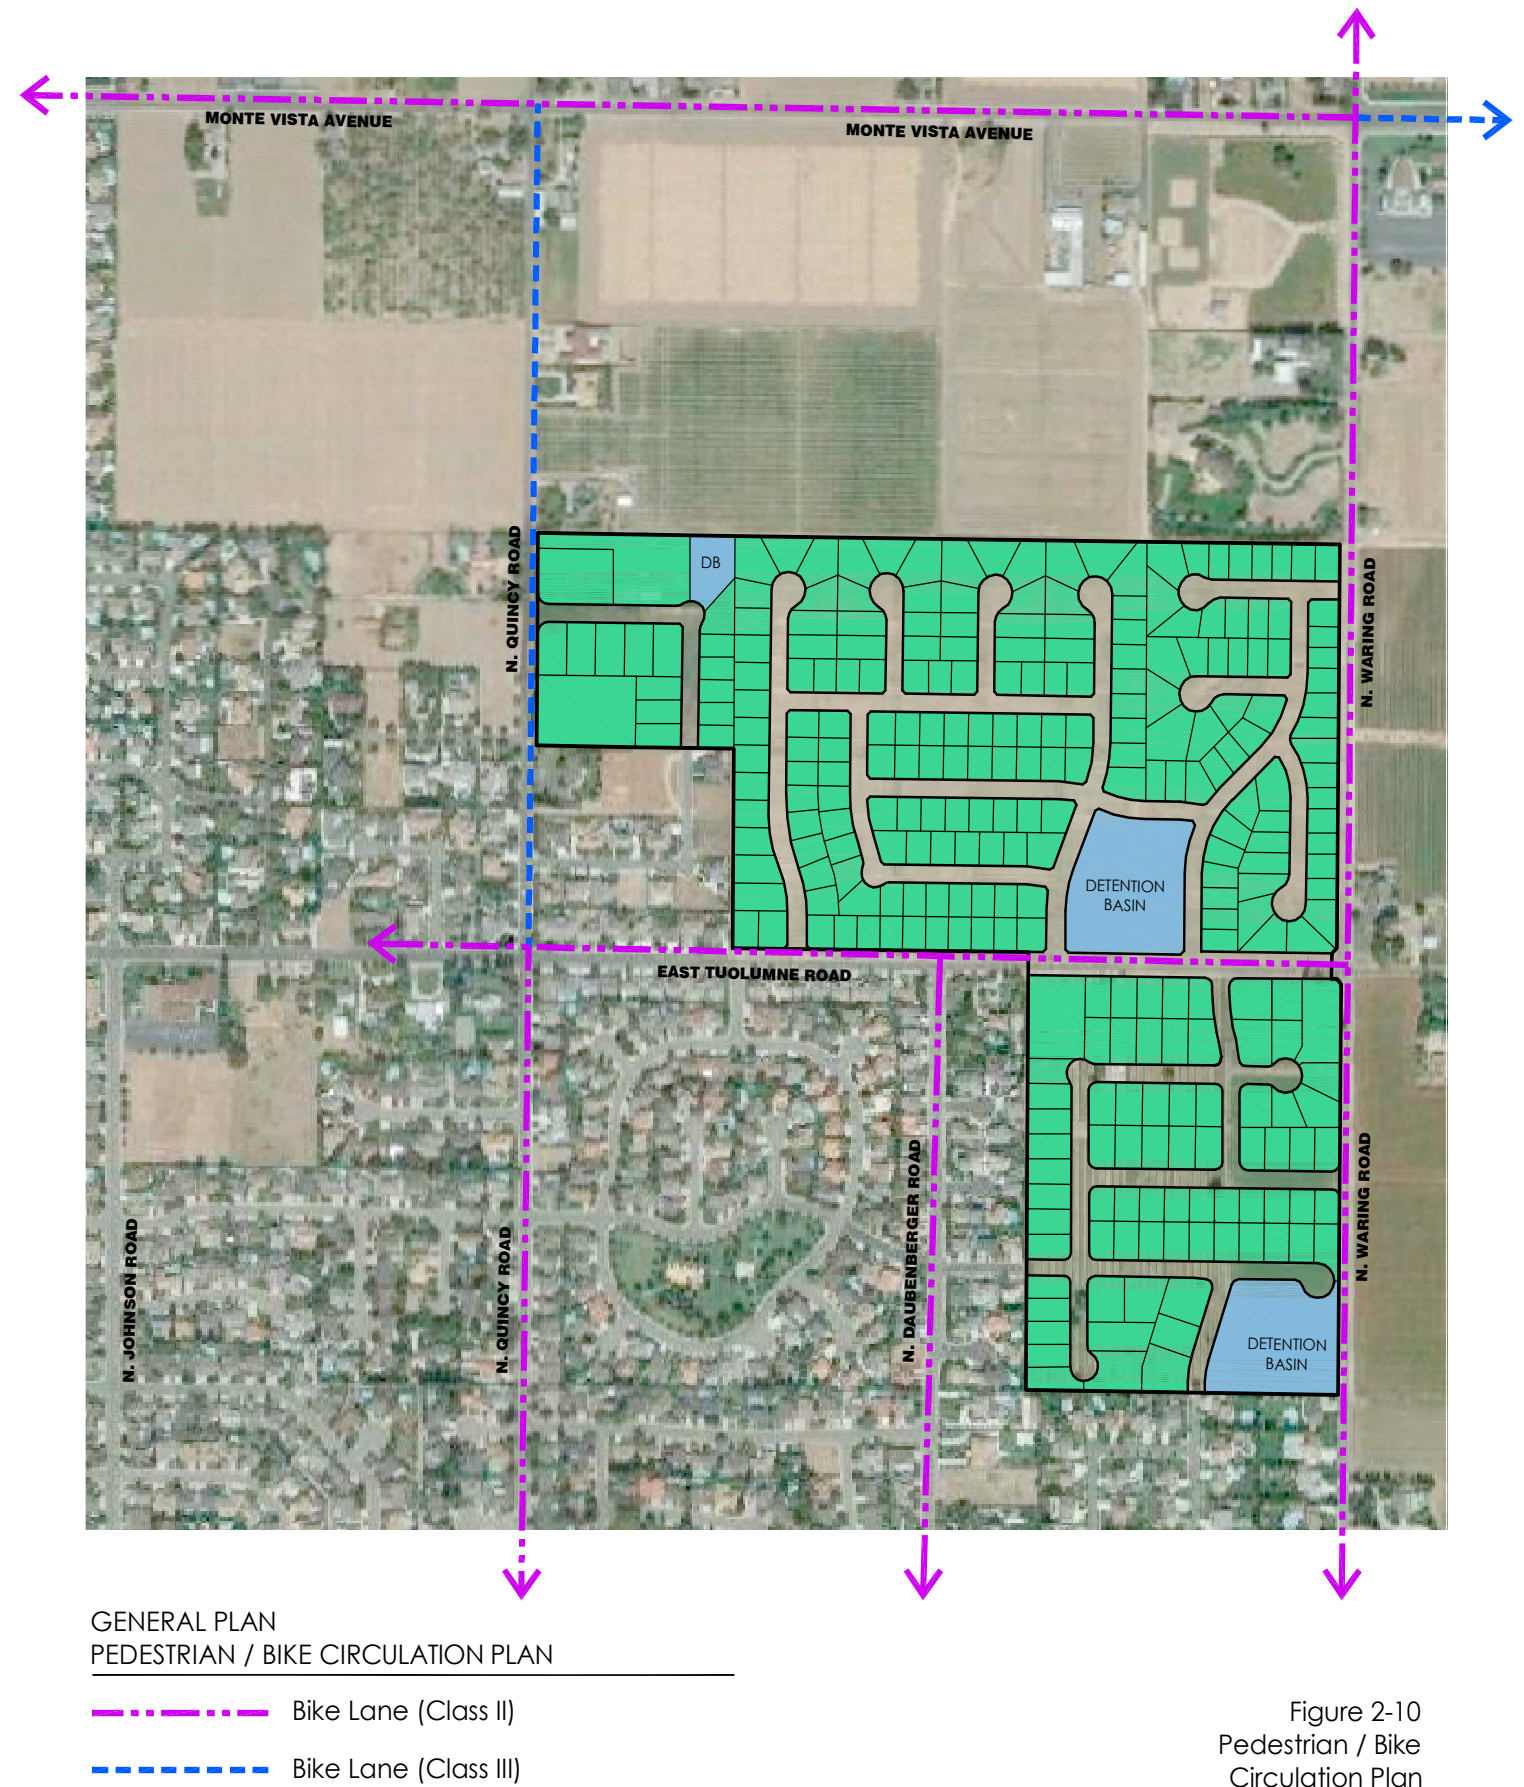 MONTE VISTA AVENUE
MONTE VISTA AVENUE
N. QUINCY ROAD
DB
N. WARING ROAD
DETENTION
BASIN
EAST TUOLUMNE ROAD
N. JOHNSON ROAD
N. QUINCY ROAD
N. DAUBENBERGER ROAD
N. WARING ROAD
DETENTION
BASIN
GENERAL PLAN
PEDESTRIAN / BIKE CIRCULATION PLAN
Bike Lane (Class II)
Bike Lane (Class III)
Figure 2-10
Pedestrian / Bike
Circulation Plan